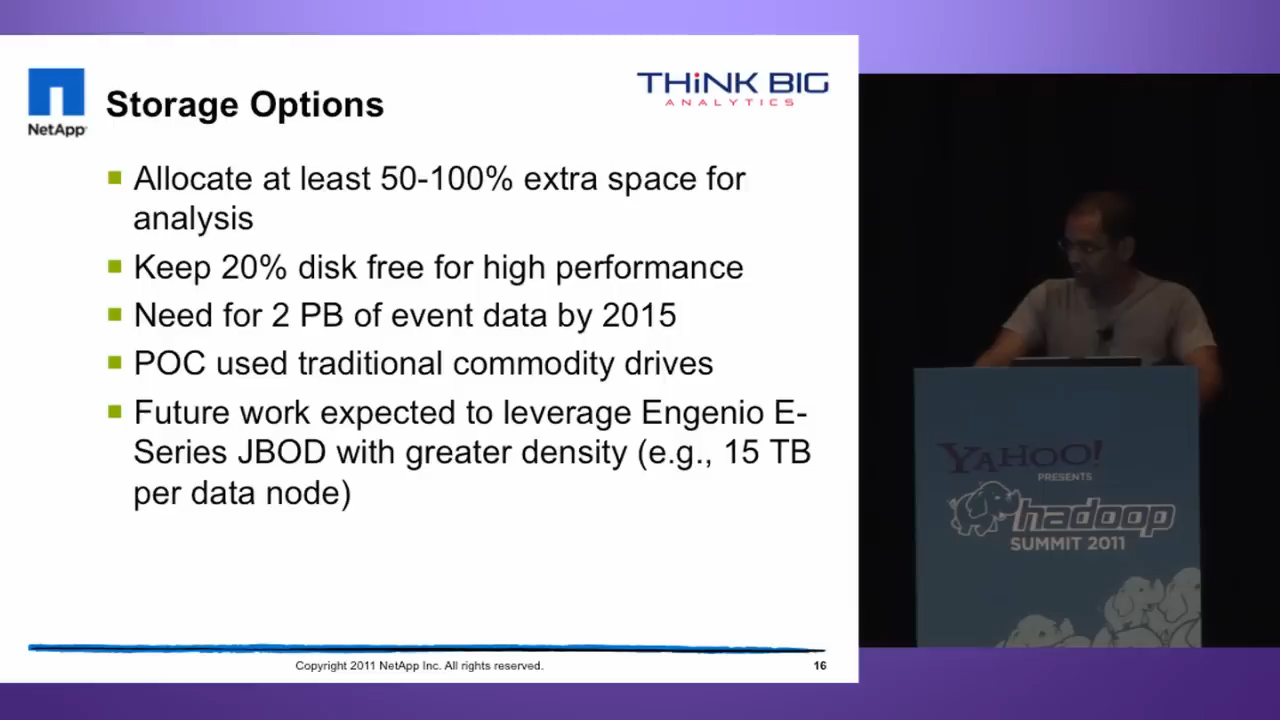 NetApp
Storage Options
THiNK BIG
ANALYTICS
Allocate at least 50-100% extra space for
analysis
Keep 20% disk free for high performance
Need for 2 PB of event data by 2015
POC used traditional commodity drives
Future work expected to leverage Engenio E-
Series JBOD with greater density (e.g., 15 TB
per data node)
Copyright 2011 NetApp Inc. All rights reserved.
16
YAHOO!
PRESENTS
hadoop
SUMMIT 2011